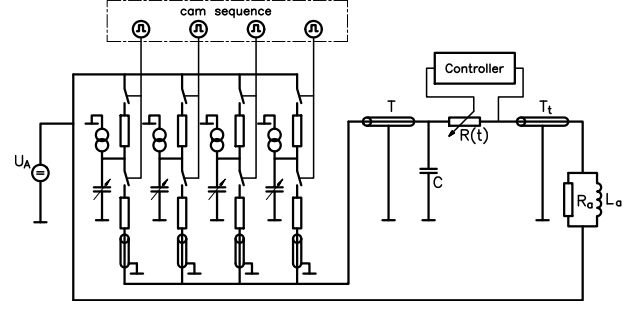 cam sequence
Controller
T
R(t)
T_t
U_A
C
R_a
L_a